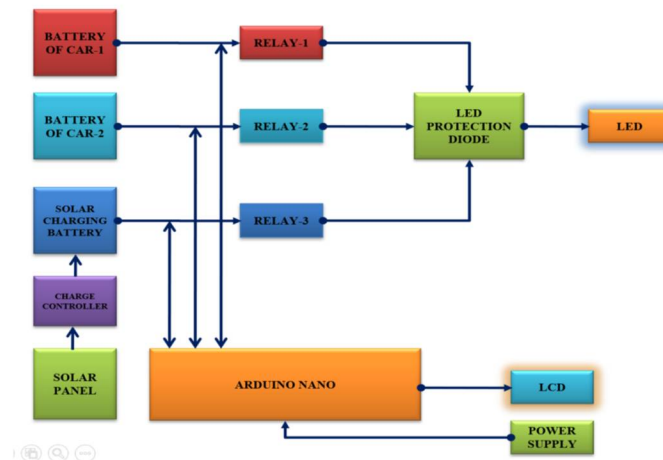 BATTERY
OF CAR-1
RELAY-1
BATTERY
OF CAR-2
RELAY-2
LED
PROTECTION
DIODE
LED
SOLAR
CHARGING
BATTERY
RELAY-3
CHARGE
CONTROLLER
SOLAR
PANEL
ARDUINO NANO
LCD
POWER
SUPPLY